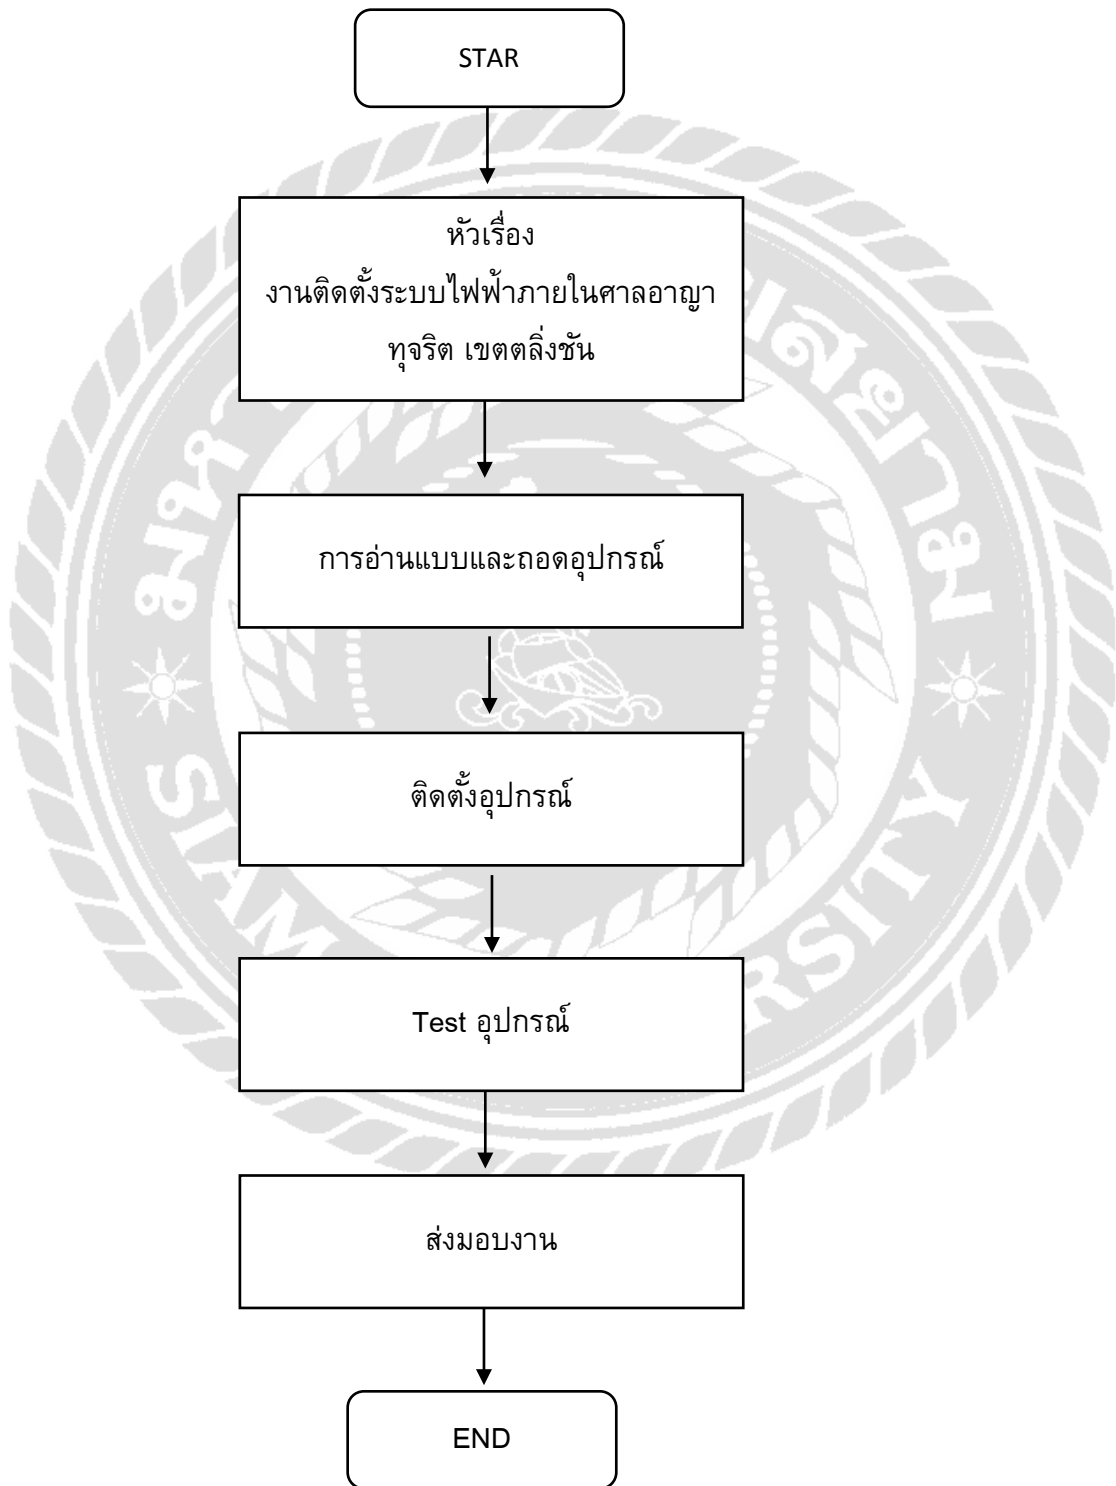 STAR
หัวเรื่อง
งานติดตั้งระบบไฟฟ้าภายในศาลอาญา
ทุจริต เขตตลิ่งชัน
การอ่านแบบและถอดอุปกรณ์
ติดตั้งอุปกรณ์
Test อุปกรณ์
ส่งมอบงาน
END